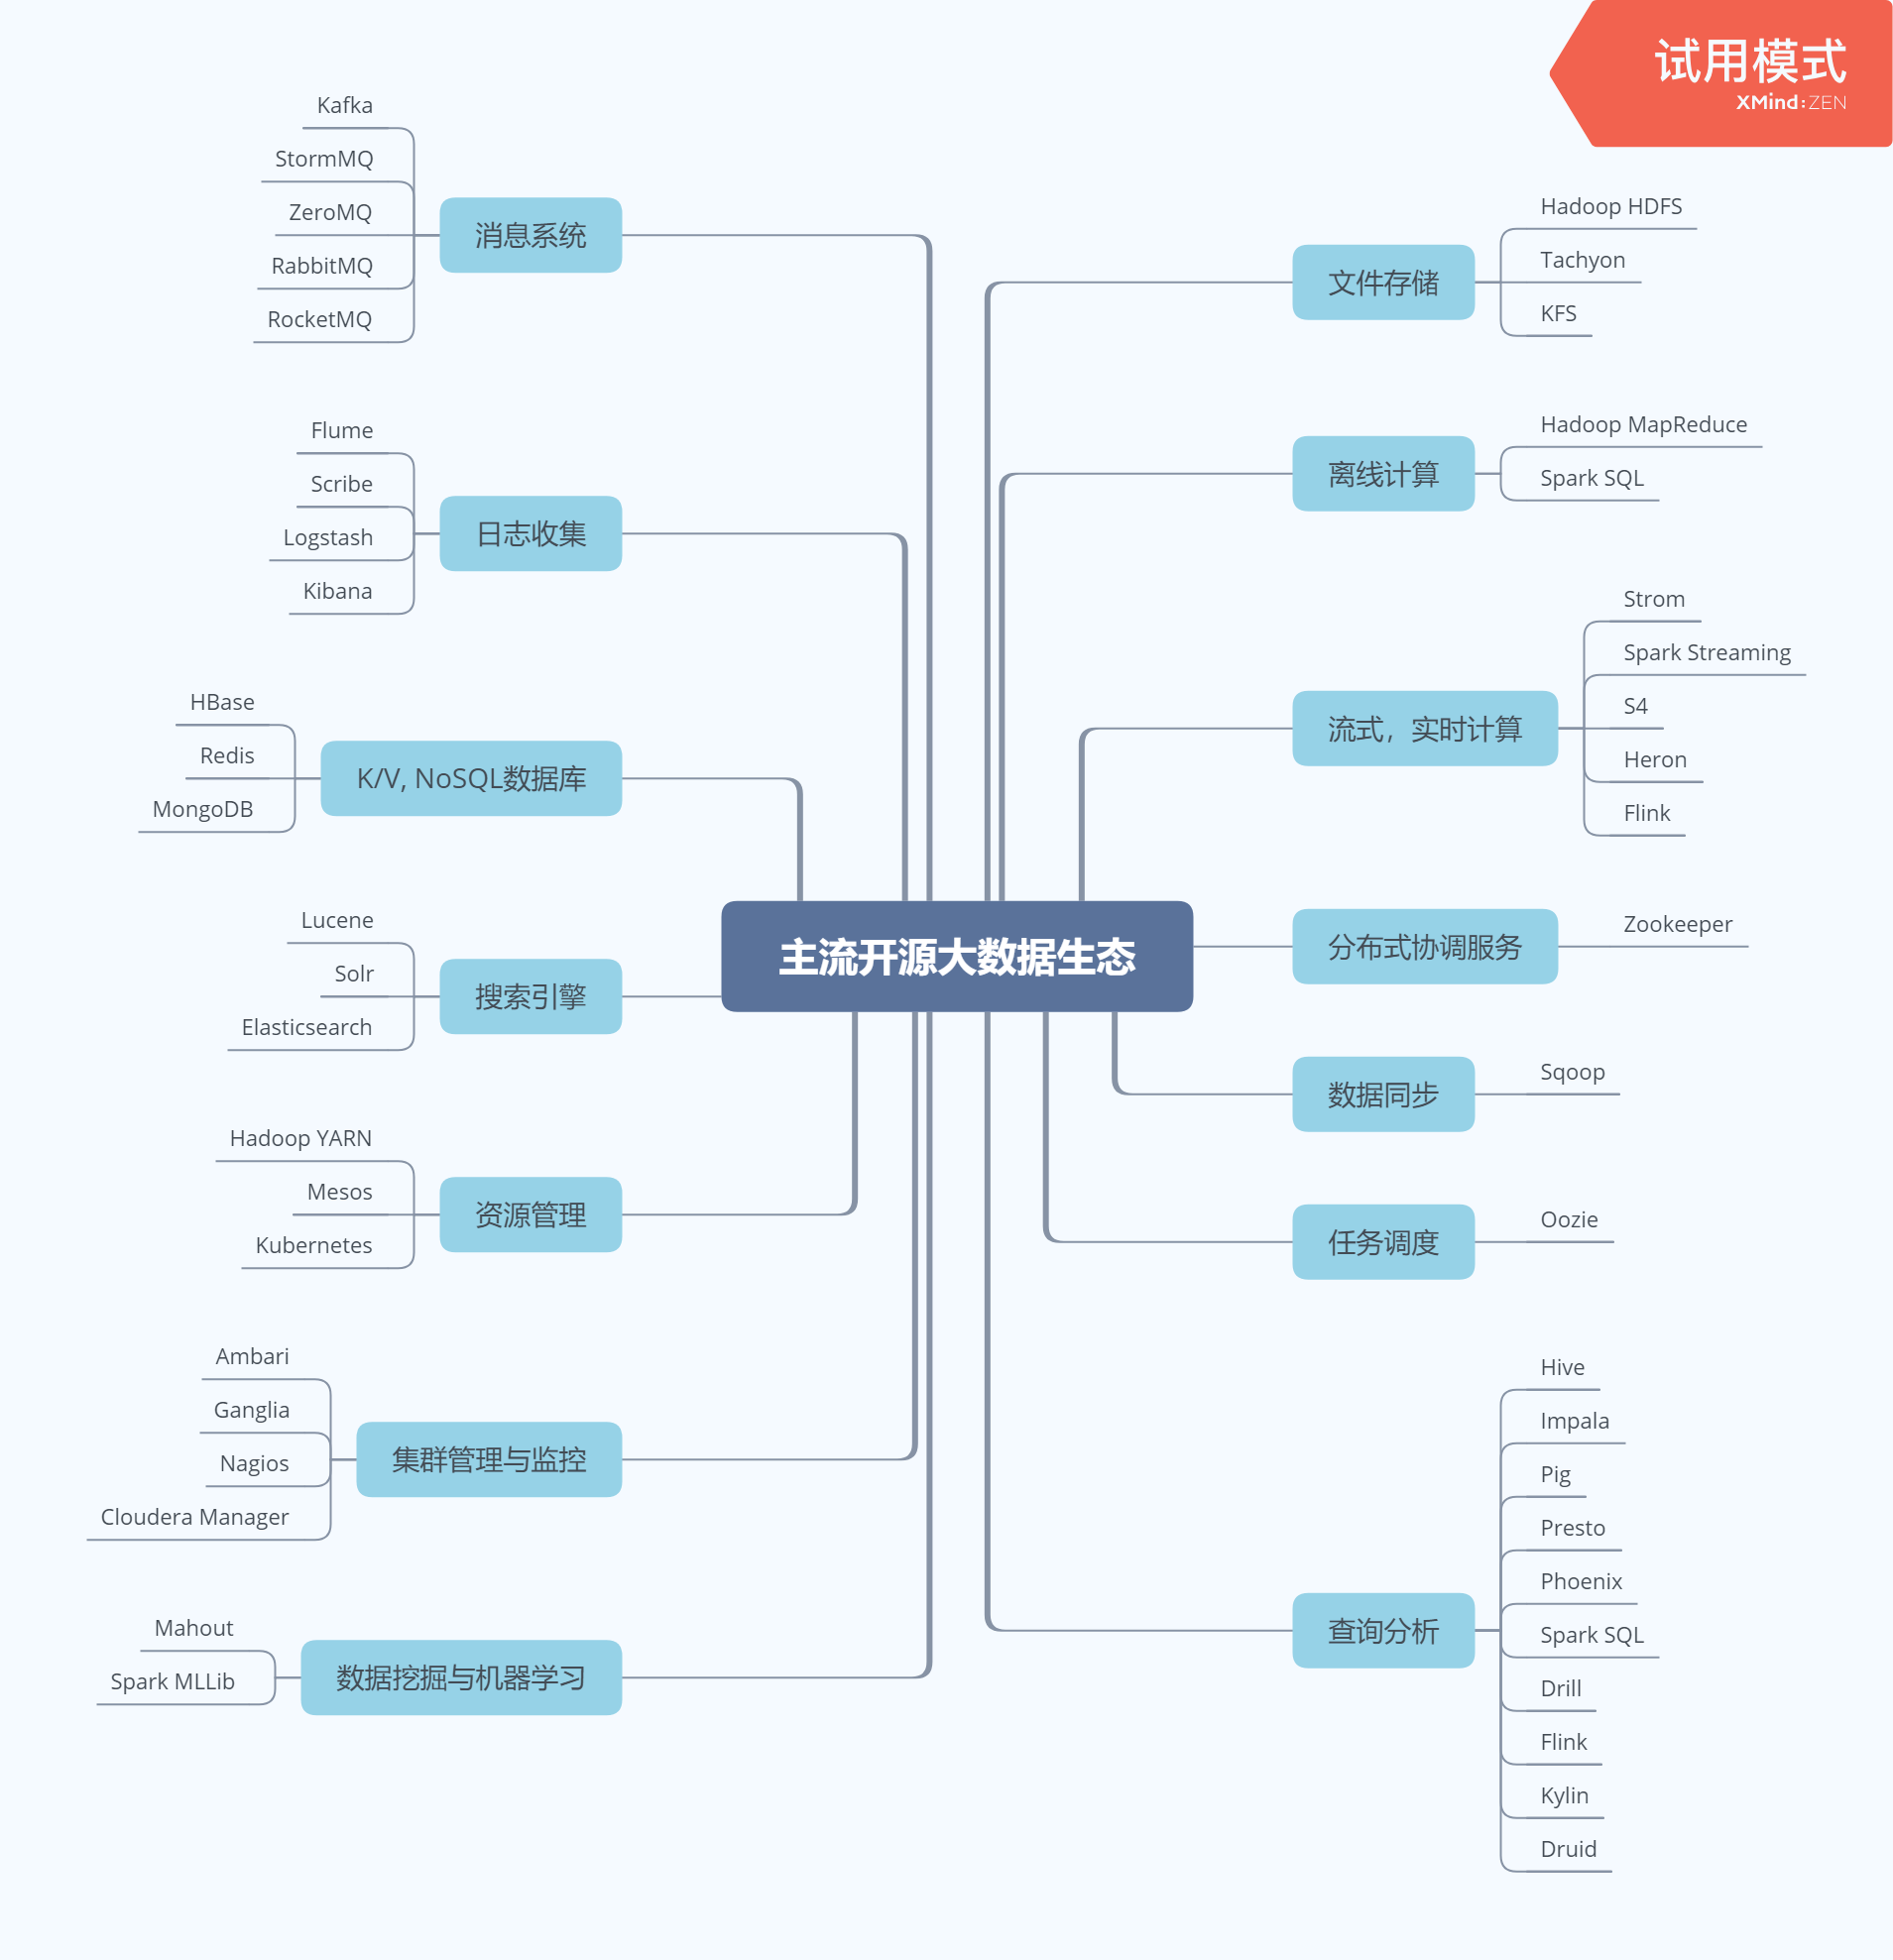 试用模式
XMind:ZEN
主流开源大数据生态
文件存储
Hadoop HDFS
Tachyon
KFS
离线计算
Hadoop MapReduce
Spark SQL
流式，实时计算
Strom
Spark Streaming
S4
Heron
Flink
分布式协调服务
Zookeeper
数据同步
Sqoop
任务调度
Oozie
查询分析
Hive
Impala
Pig
Presto
Phoenix
Spark SQL
Drill
Flink
Kylin
Druid
消息系统
Kafka
StormMQ
ZeroMQ
RabbitMQ
RocketMQ
日志收集
Flume
Scribe
Logstash
Kibana
K/V, NoSQL数据库
HBase
Redis
MongoDB
搜索引擎
Lucene
Solr
Elasticsearch
资源管理
Hadoop YARN
Mesos
Kubernetes
集群管理与监控
Ambari
Ganglia
Nagios
Cloudera Manager
数据挖掘与机器学习
Mahout
Spark MLLib